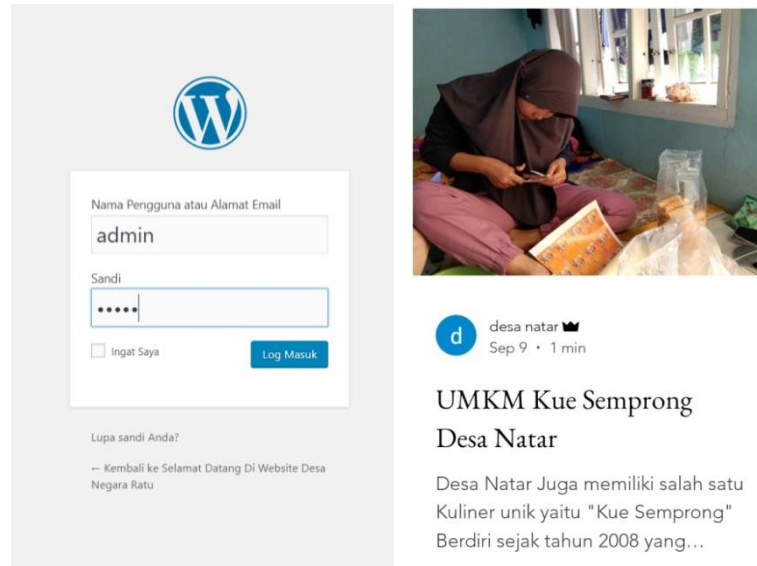 Nama Pengguna atau Alamat Email
admin
Sandi
•••••
Ingat Saya
Log Masuk
Lupa sandi Anda?
← Kembali ke Selamat Datang Di Website Desa
Negara Ratu
d
desa natar
Sep 9 • 1 min
UMKM Kue Semprong
Desa Natar
Desa Natar Juga memiliki salah satu
Kuliner unik yaitu "Kue Semprong"
Berdiri sejak tahun 2008 yang...